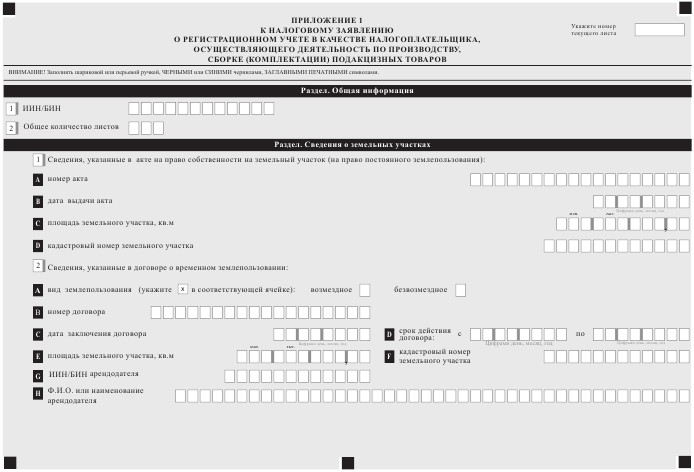 ПРИЛОЖЕНИЕ 1
К НАЛОГОВОМУ ЗАЯВЛЕНИЮ
О РЕГИСТРАЦИОННОМ УЧЕТЕ В КАЧЕСТВЕ НАЛОГОПЛАТЕЛЬЩИКА,
ОСУЩЕСТВЛЯЮЩЕГО ДЕЯТЕЛЬНОСТЬ ПО ПРОИЗВОДСТВУ,
СБОРКЕ (КОМПЛЕКТАЦИИ) ПОДАКЦИЗНЫХ ТОВАРОВ
Укажите номер
текущего листа
ВНИМАНИЕ! Заполнять шариковой или перьевой ручкой, ЧЕРНЫМИ или СИНИМИ чернилами, ЗАГЛАВНЫМИ ПЕЧАТНЫМИ символами.
Раздел. Общая информация
1 ИИН/БИН
2 Общее количество листов
Раздел. Сведения о земельных участках
1 Сведения, указанные в акте на право собственности на земельный участок (на право постоянного землепользования):
A номер акта
B дата выдачи акта
Цифрами день, месяц, год
млн. тыс.
C площадь земельного участка, кв.м
D кадастровый номер земельного участка
2 Сведения, указанные в договоре о временном землепользовании:
A вид землепользования (укажите x в соответствующей ячейке): возмездное безвозмездное
B номер договора
C дата заключения договора D срок действия договора: с по
Цифрами день, месяц, год Цифрами день, месяц, год Цифрами день, месяц, год
млн. тыс.
E площадь земельного участка, кв.м F кадастровый номер
земельного участка
G ИИН/БИН арендодателя
H Ф.И.О. или наименование
арендодателя